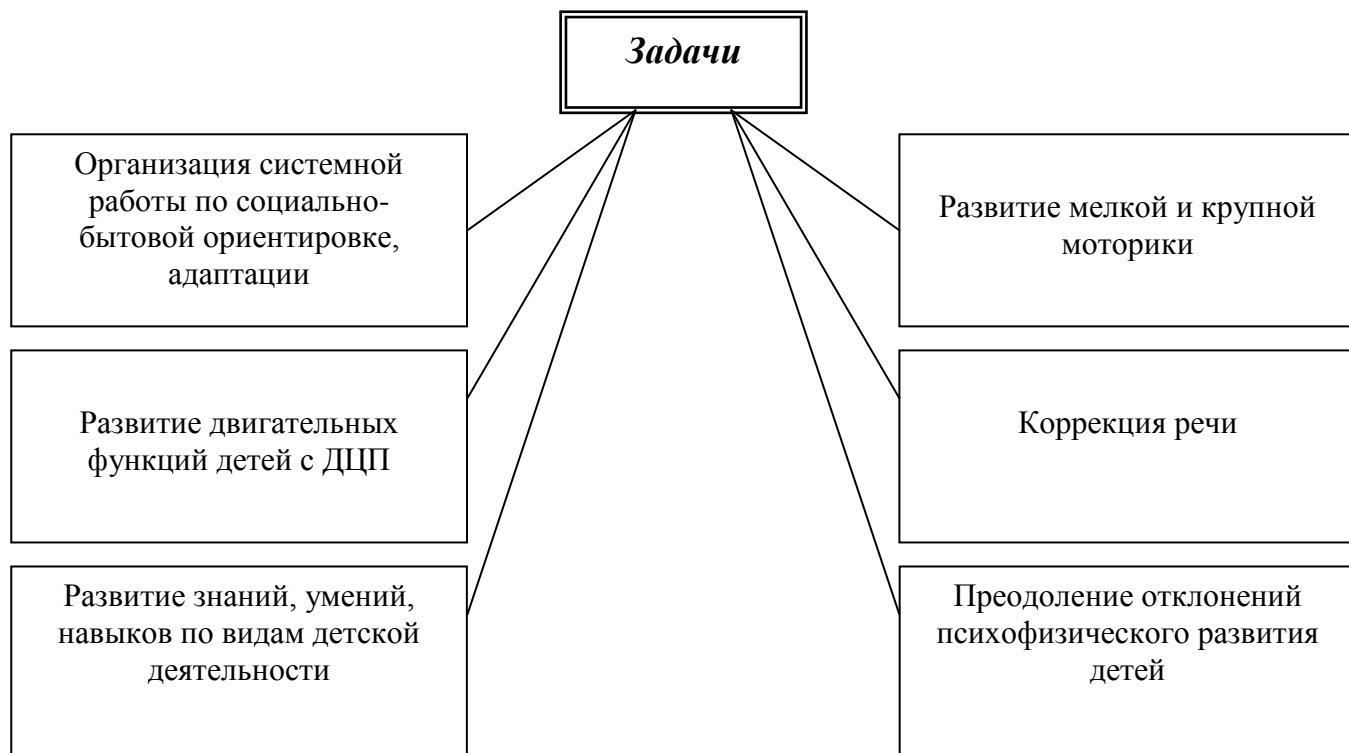 Задачи
Организация системной
работы по социально-
бытовой ориентировке,
адаптации
Развитие двигательных
функций детей с ДЦП
Развитие знаний, умений,
навыков по видам детской
деятельности
Развитие мелкой и крупной
моторики
Коррекция речи
Преодоление отклонений
психофизического развития
детей